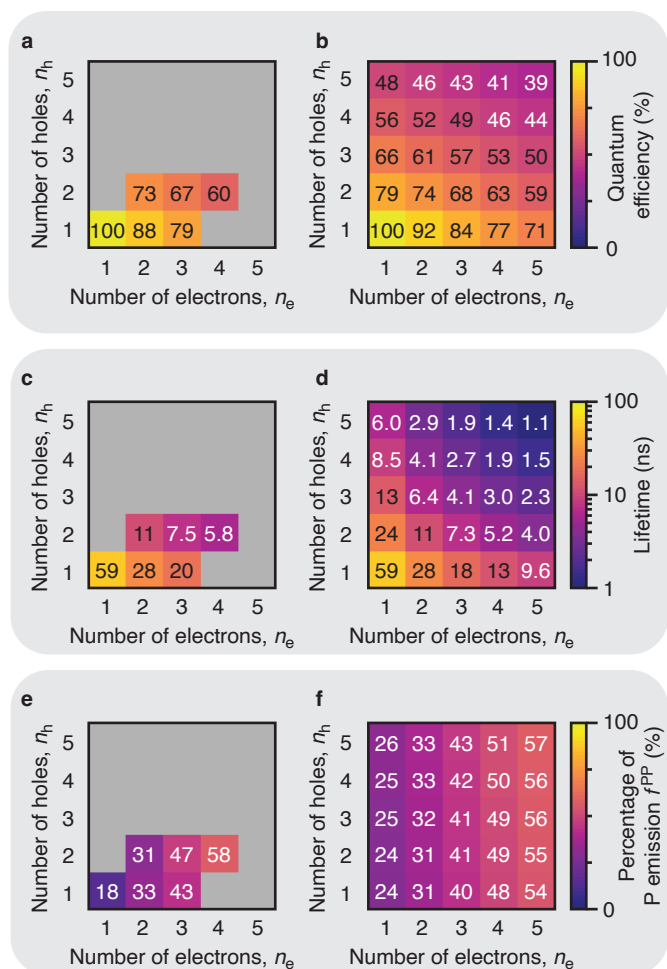 a
Number of holes, nh
5
4
3
2
1
73 67 60
100 88 79
1 2 3 4 5
Number of electrons, ne
b
Number of holes, nh
5
4
3
2
1
48 46 43 41 39
56 52 49 46 44
66 61 57 53 50
79 74 68 63 59
100 92 84 77 71
1 2 3 4 5
Number of electrons, ne
100
0
Quantum
efficiency (%)
c
Number of holes, nh
5
4
3
2
1
11 7.5 5.8
59 28 20
1 2 3 4 5
Number of electrons, ne
d
Number of holes, nh
5
4
3
2
1
6.0 2.9 1.9 1.4 1.1
8.5 4.1 2.7 1.9 1.5
13 6.4 4.1 3.0 2.3
24 11 7.3 5.2 4.0
59 28 18 13 9.6
1 2 3 4 5
Number of electrons, ne
100
10
1
Lifetime (ns)
e
Number of holes, nh
5
4
3
2
1
31 47 58
18 33 43
1 2 3 4 5
Number of electrons, ne
f
Number of holes, nh
5
4
3
2
1
26 33 43 51 57
25 33 42 50 56
25 32 41 49 56
24 31 41 49 55
24 31 40 48 54
1 2 3 4 5
Number of electrons, ne
100
0
Percentage of
P emission fPP (%)